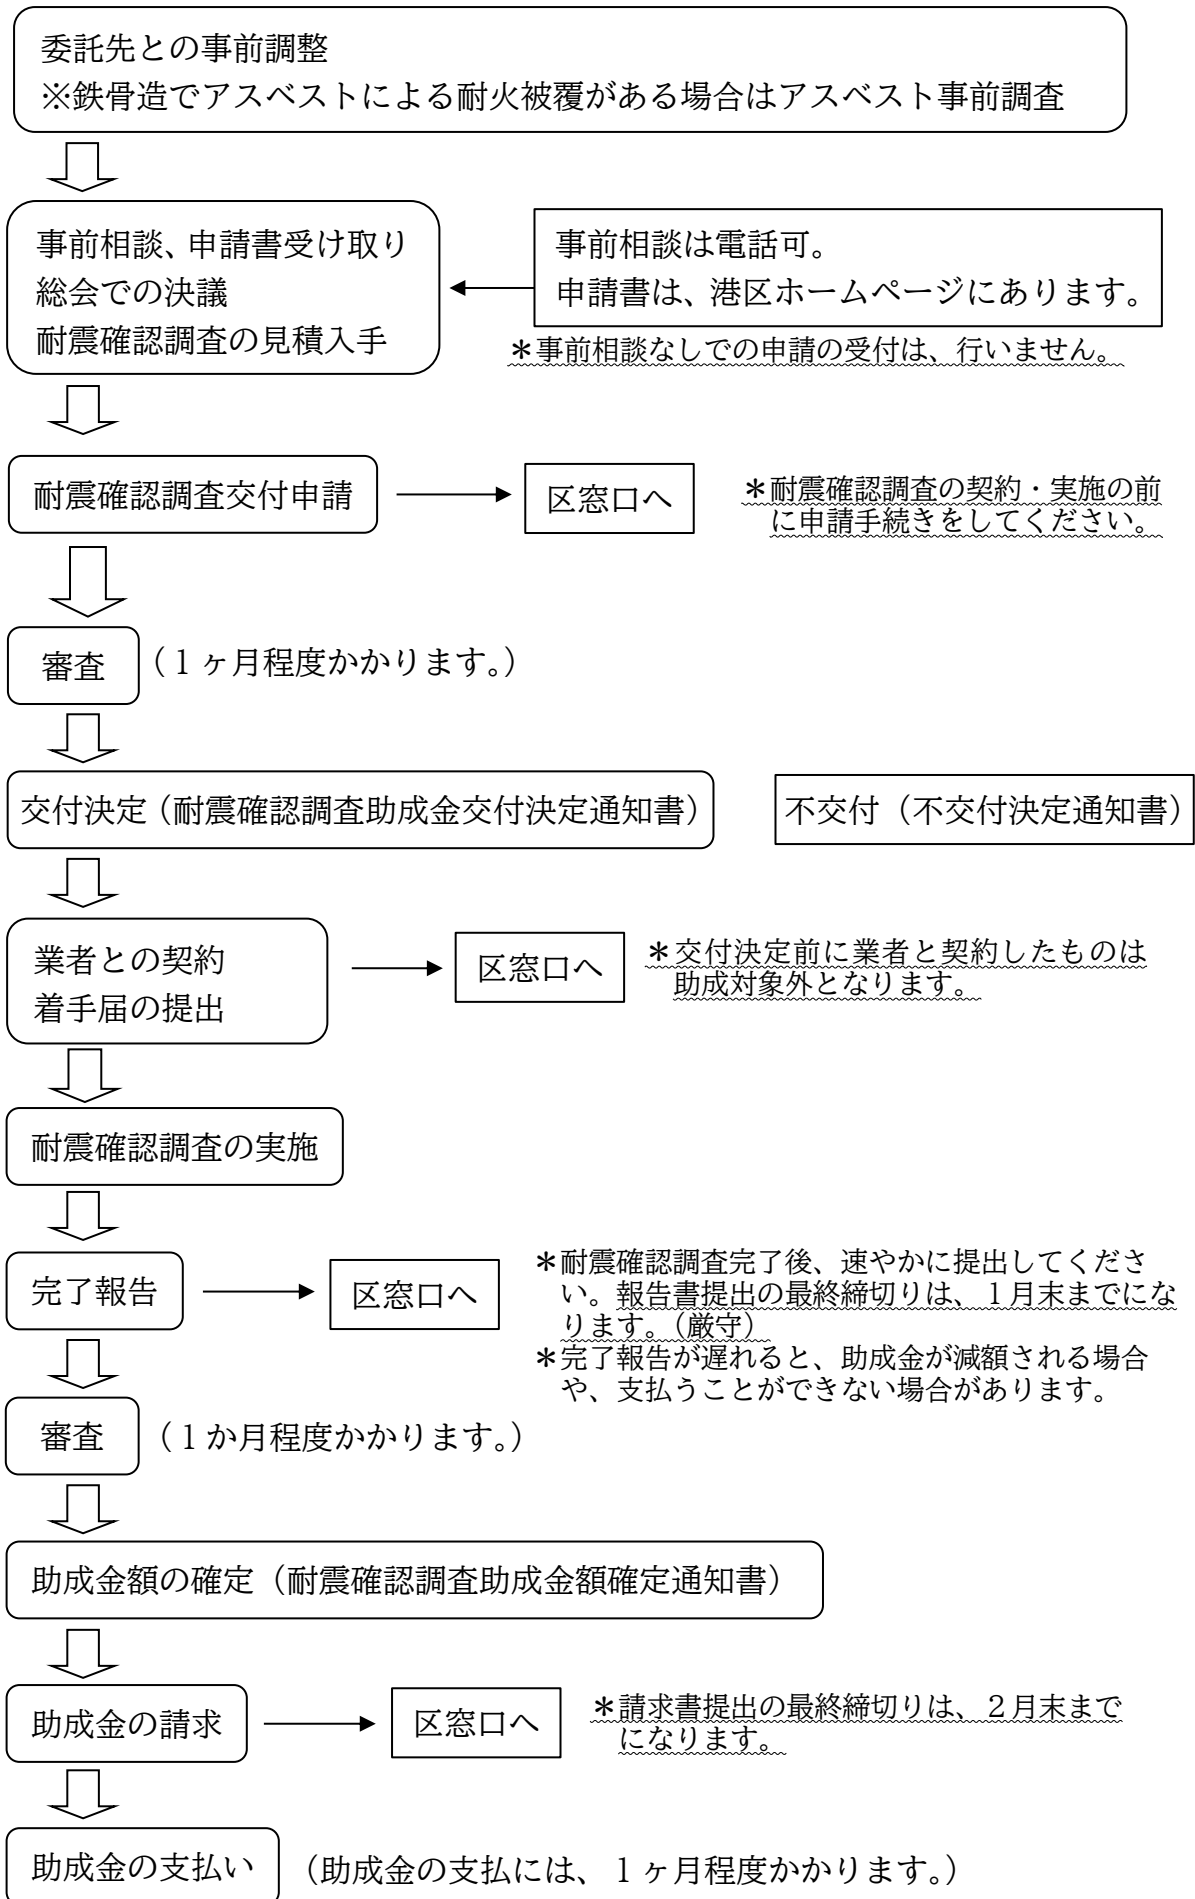 委託先との事前調整
※鉄骨造でアスベストによる耐火被覆がある場合はアスベスト事前調査
事前相談、申請書受け取り
総会での決議
耐震確認調査の見積入手
事前相談は電話可。
申請書は、港区ホームページにあります。
＊事前相談なしでの申請の受付は、行いません。
耐震確認調査交付申請
区窓口へ
＊耐震確認調査の契約・実施の前
に申請手続きをしてください。
審査
（１ヶ月程度かかります。）
交付決定（耐震確認調査助成金交付決定通知書）
不交付（不交付決定通知書）
業者との契約
着手届の提出
区窓口へ
＊交付決定前に業者と契約したものは
助成対象外となります。
耐震確認調査の実施
完了報告
区窓口へ
＊耐震確認調査完了後、速やかに提出してくださ
い。報告書提出の最終締切りは、１月末までにな
ります。（厳守）
＊完了報告が遅れると、助成金が減額される場合
や、支払うことができない場合があります。
審査
（１か月程度かかります。）
助成金額の確定（耐震確認調査助成金額確定通知書）
助成金の請求
区窓口へ
＊請求書提出の最終締切りは、２月末まで
になります。
助成金の支払い
（助成金の支払には、１ヶ月程度かかります。）